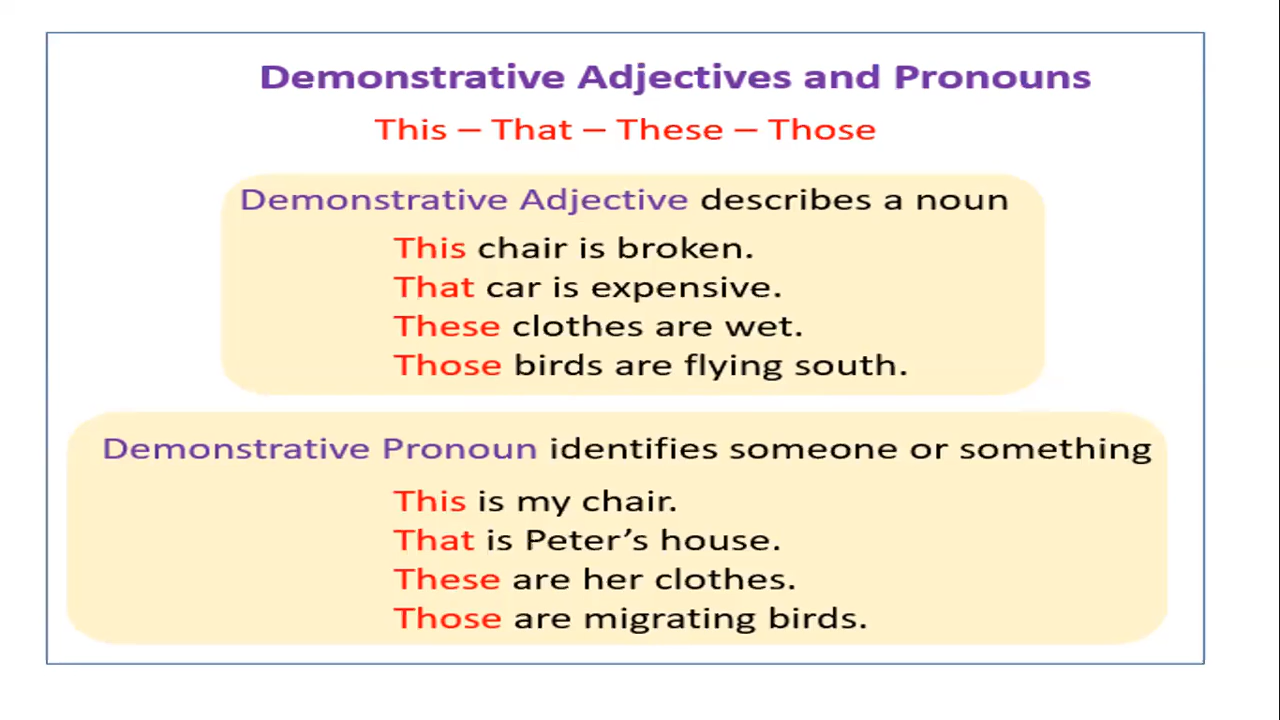 Demonstrative Adjectives and Pronouns
This – That – These – Those
Demonstrative Adjective describes a noun
This chair is broken.
That car is expensive.
These clothes are wet.
Those birds are flying south.
Demonstrative Pronoun identifies someone or something
This is my chair.
That is Peter’s house.
These are her clothes.
Those are migrating birds.